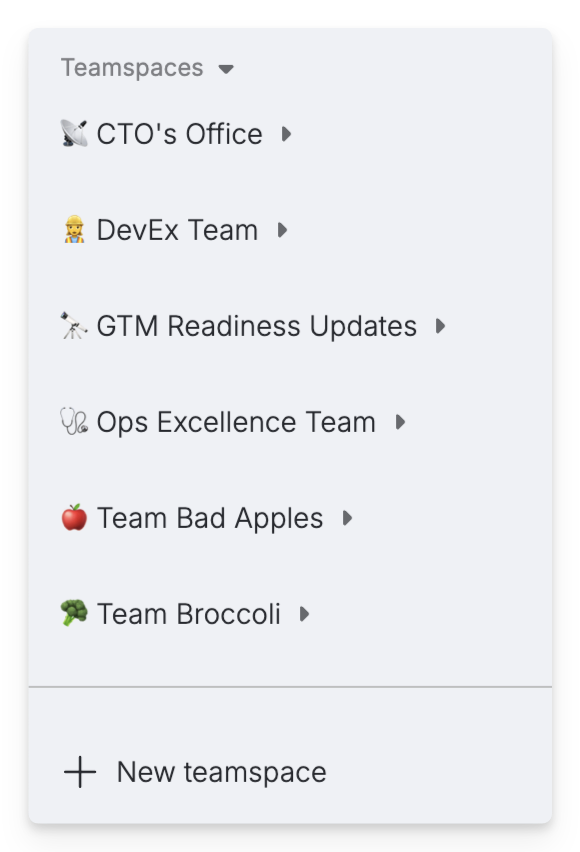 Teamspaces
CTO's Office
DevEx Team
GTM Readiness Updates
Ops Excellence Team
Team Bad Apples
Team Broccoli
New teamspace